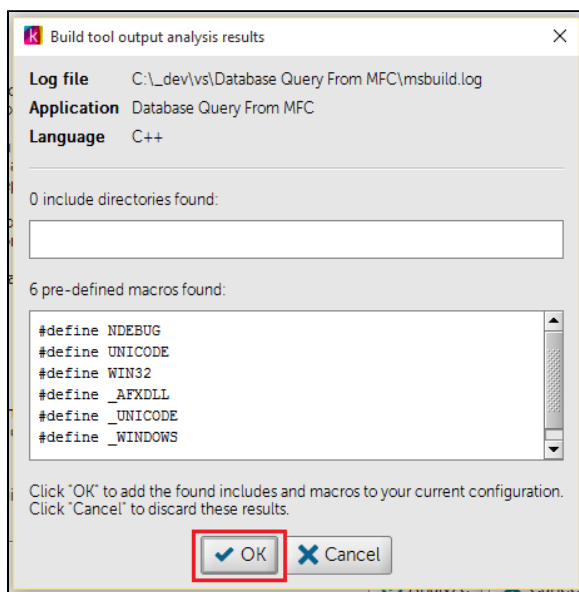 Build tool output analysis results
Log file C:\_dev\vs\Database Query From MFC\msbuild.log
Application Database Query From MFC
Language C++
0 include directories found:
6 pre-defined macros found:
#define NDEBUG
#define UNICODE
#define WIN32
#define _AFXDLL
#define _UNICODE
#define _WINDOWS
Click "OK" to add the found includes and macros to your current configuration.
Click "Cancel" to discard these results.
OK Cancel